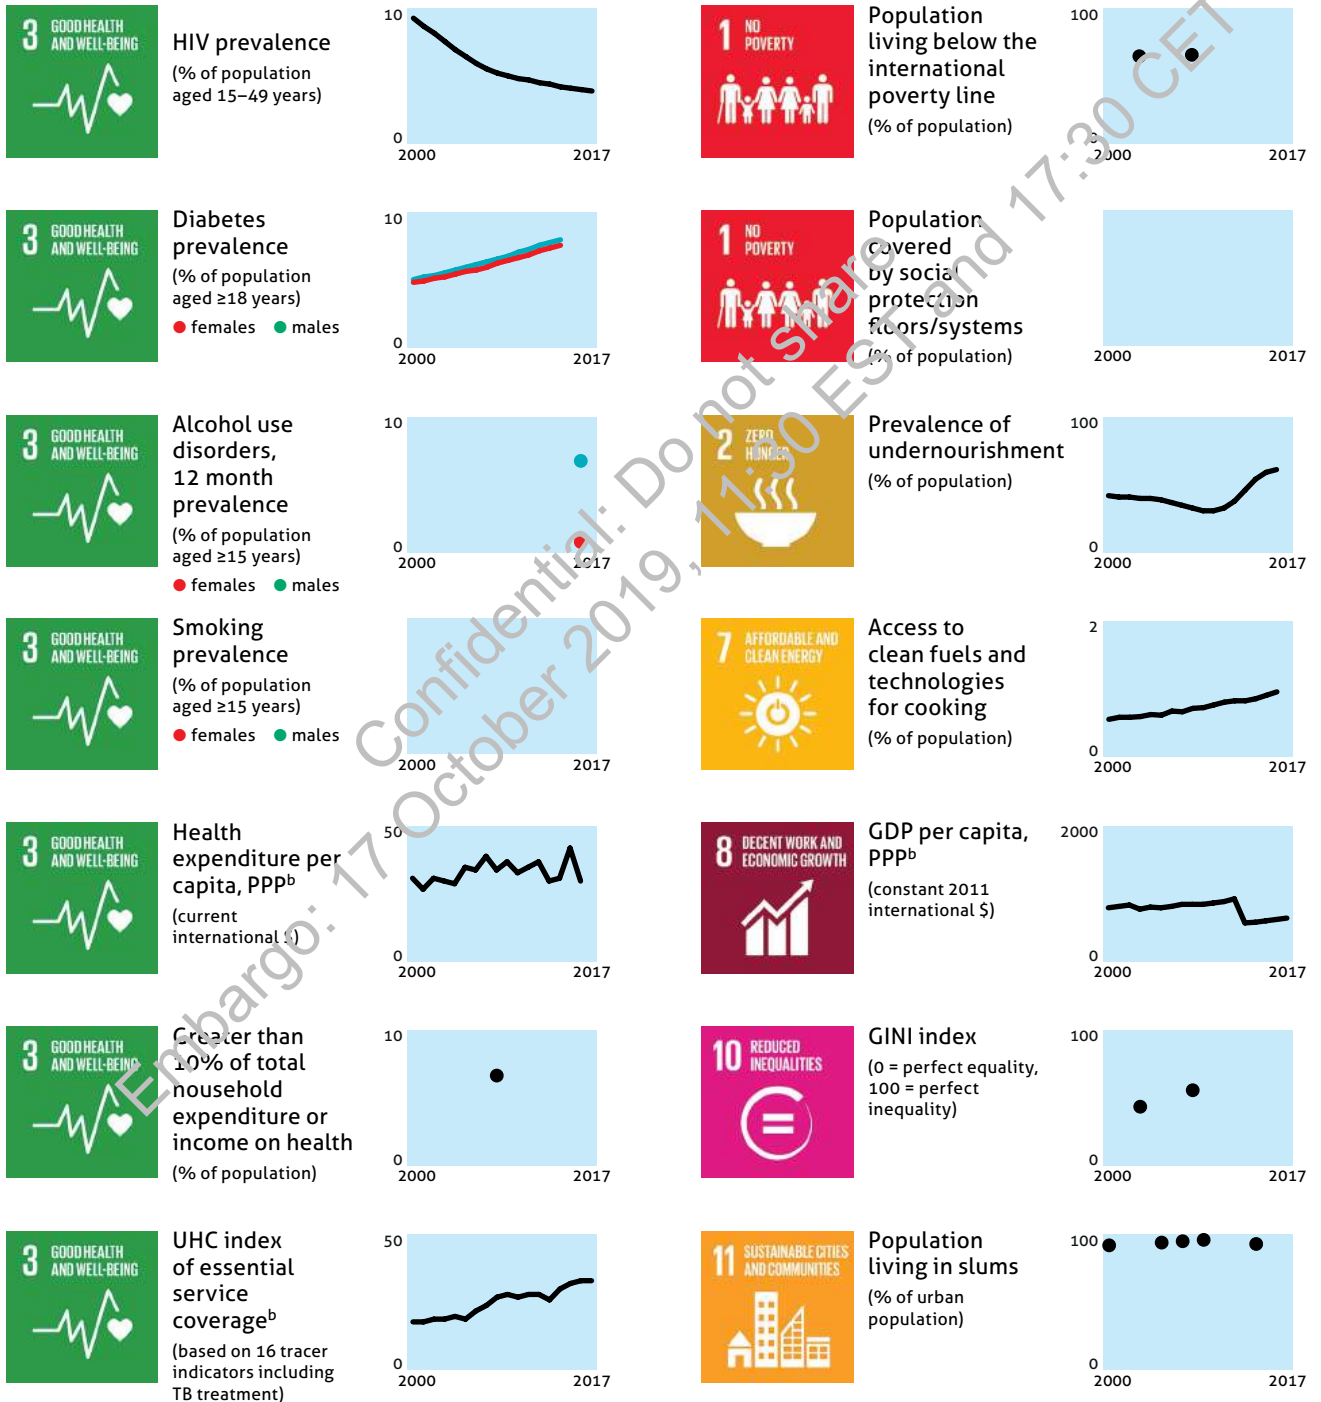 3 GOOD HEALTH
AND WELL-BEING
HIV prevalence
(% of population
aged 15–49 years)
10
0
2000 2017
1 NO
POVERTY
Population
living below the
international
poverty line
(% of population)
100
0
2000 2017
3 GOOD HEALTH
AND WELL-BEING
Diabetes
prevalence
(% of population
aged ≥18 years)
females males
10
0
2000 2017
1 NO
POVERTY
Population
covered
by social
protection
floors/systems
(% of population)
2000 2017
3 GOOD HEALTH
AND WELL-BEING
Alcohol use
disorders,
12 month
prevalence
(% of population
aged ≥15 years)
females males
10
0
2000 2017
2 ZERO
HUNGER
Prevalence of
undernourishment
(% of population)
100
0
2000 2017
3 GOOD HEALTH
AND WELL-BEING
Smoking
prevalence
(% of population
aged ≥15 years)
females males
2000 2017
7 AFFORDABLE AND
CLEAN ENERGY
Access to
clean fuels and
technologies
for cooking
(% of population)
2
0
2000 2017
3 GOOD HEALTH
AND WELL-BEING
Health
expenditure per
capita, PPPᵇ
(current
international $)
50
0
2000 2017
8 DECENT WORK AND
ECONOMIC GROWTH
GDP per capita,
PPPᵇ
(constant 2011
international $)
2000
0
2000 2017
3 GOOD HEALTH
AND WELL-BEING
Greater than
10% of total
household
expenditure or
income on health
(% of population)
10
0
2000 2017
10 REDUCED
INEQUALITIES
GINI index
(0 = perfect equality,
100 = perfect
inequality)
100
0
2000 2017
3 GOOD HEALTH
AND WELL-BEING
UHC index
of essential
service
coverageᵇ
(based on 16 tracer
indicators including
TB treatment)
50
0
2000 2017
11 SUSTAINABLE CITIES
AND COMMUNITIES
Population
living in slums
(% of urban
population)
100
0
2000 2017
Confidential: Do not share
Embargo: 17 October 2019, 11:30 EST and 17:30 CET